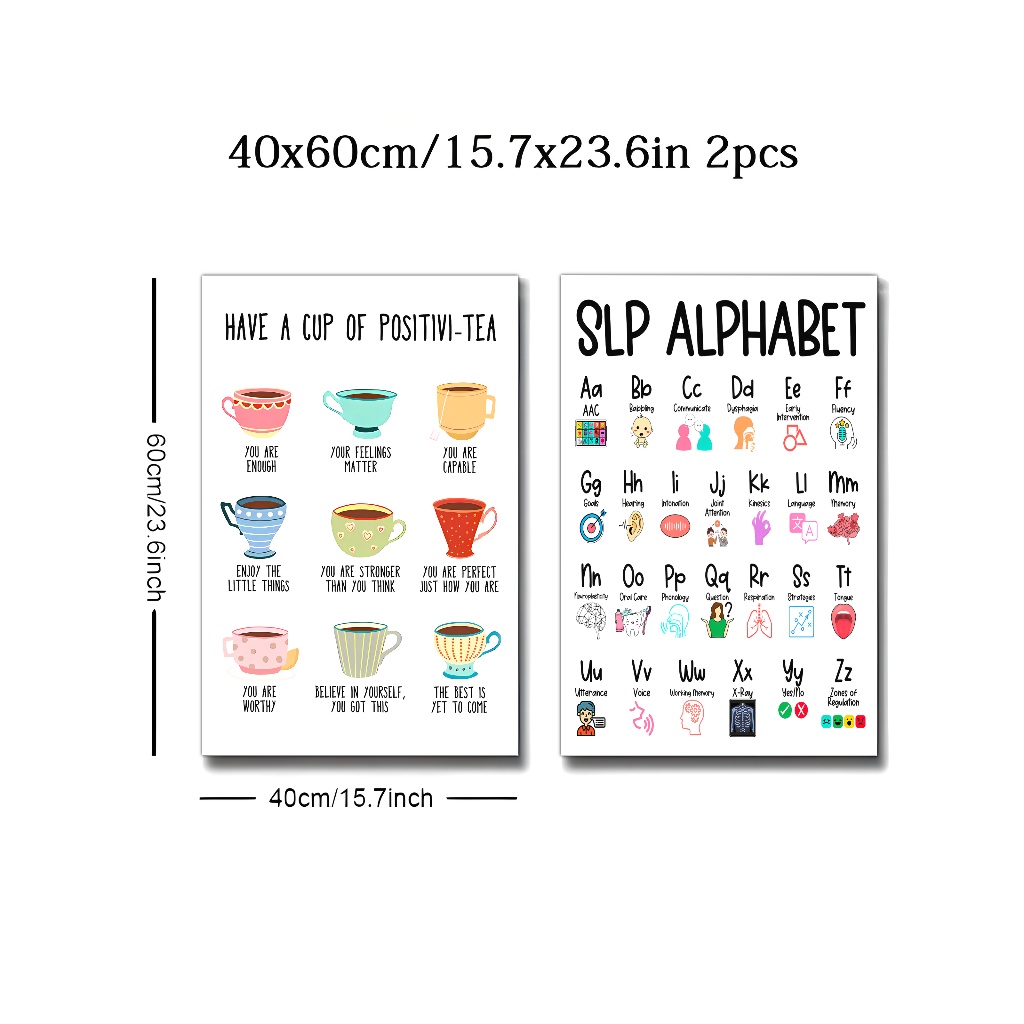 40x60cm/15.7x23.6in 2pcs
60cm/23.6inch
40cm/15.7inch
HAVE A CUP OF POSITIVI-TEA
YOU ARE
ENOUGH
YOUR FEELINGS
MATTER
YOU ARE
CAPABLE
ENJOY THE
LITTLE THINGS
YOU ARE STRONGER
THAN YOU THINK
YOU ARE PERFECT
JUST HOW YOU ARE
YOU ARE
WORTHY
BELIEVE IN YOURSELF,
YOU GOT THIS
THE BEST IS
YET TO COME
SLP ALPHABET
Aa
AAC
Bb
Babbling
Cc
Communicate
Dd
Dysphagia
Ee
Early
Intervention
Ff
Fluency
Gg
Goals
Hh
Hearing
Ii
Intonation
Jj
Joint
Attention
Kk
Kinesics
Ll
Language
Mm
Memory
Nn
Neuroplasticity
Oo
Oral Care
Pp
Phonology
Qq
Question
Rr
Respiration
Ss
Strategies
Tt
Tongue
Uu
Utterance
Vv
Voice
Ww
Working Memory
Xx
X-Ray
Yy
Yes/No
Zz
Zones of
Regulation